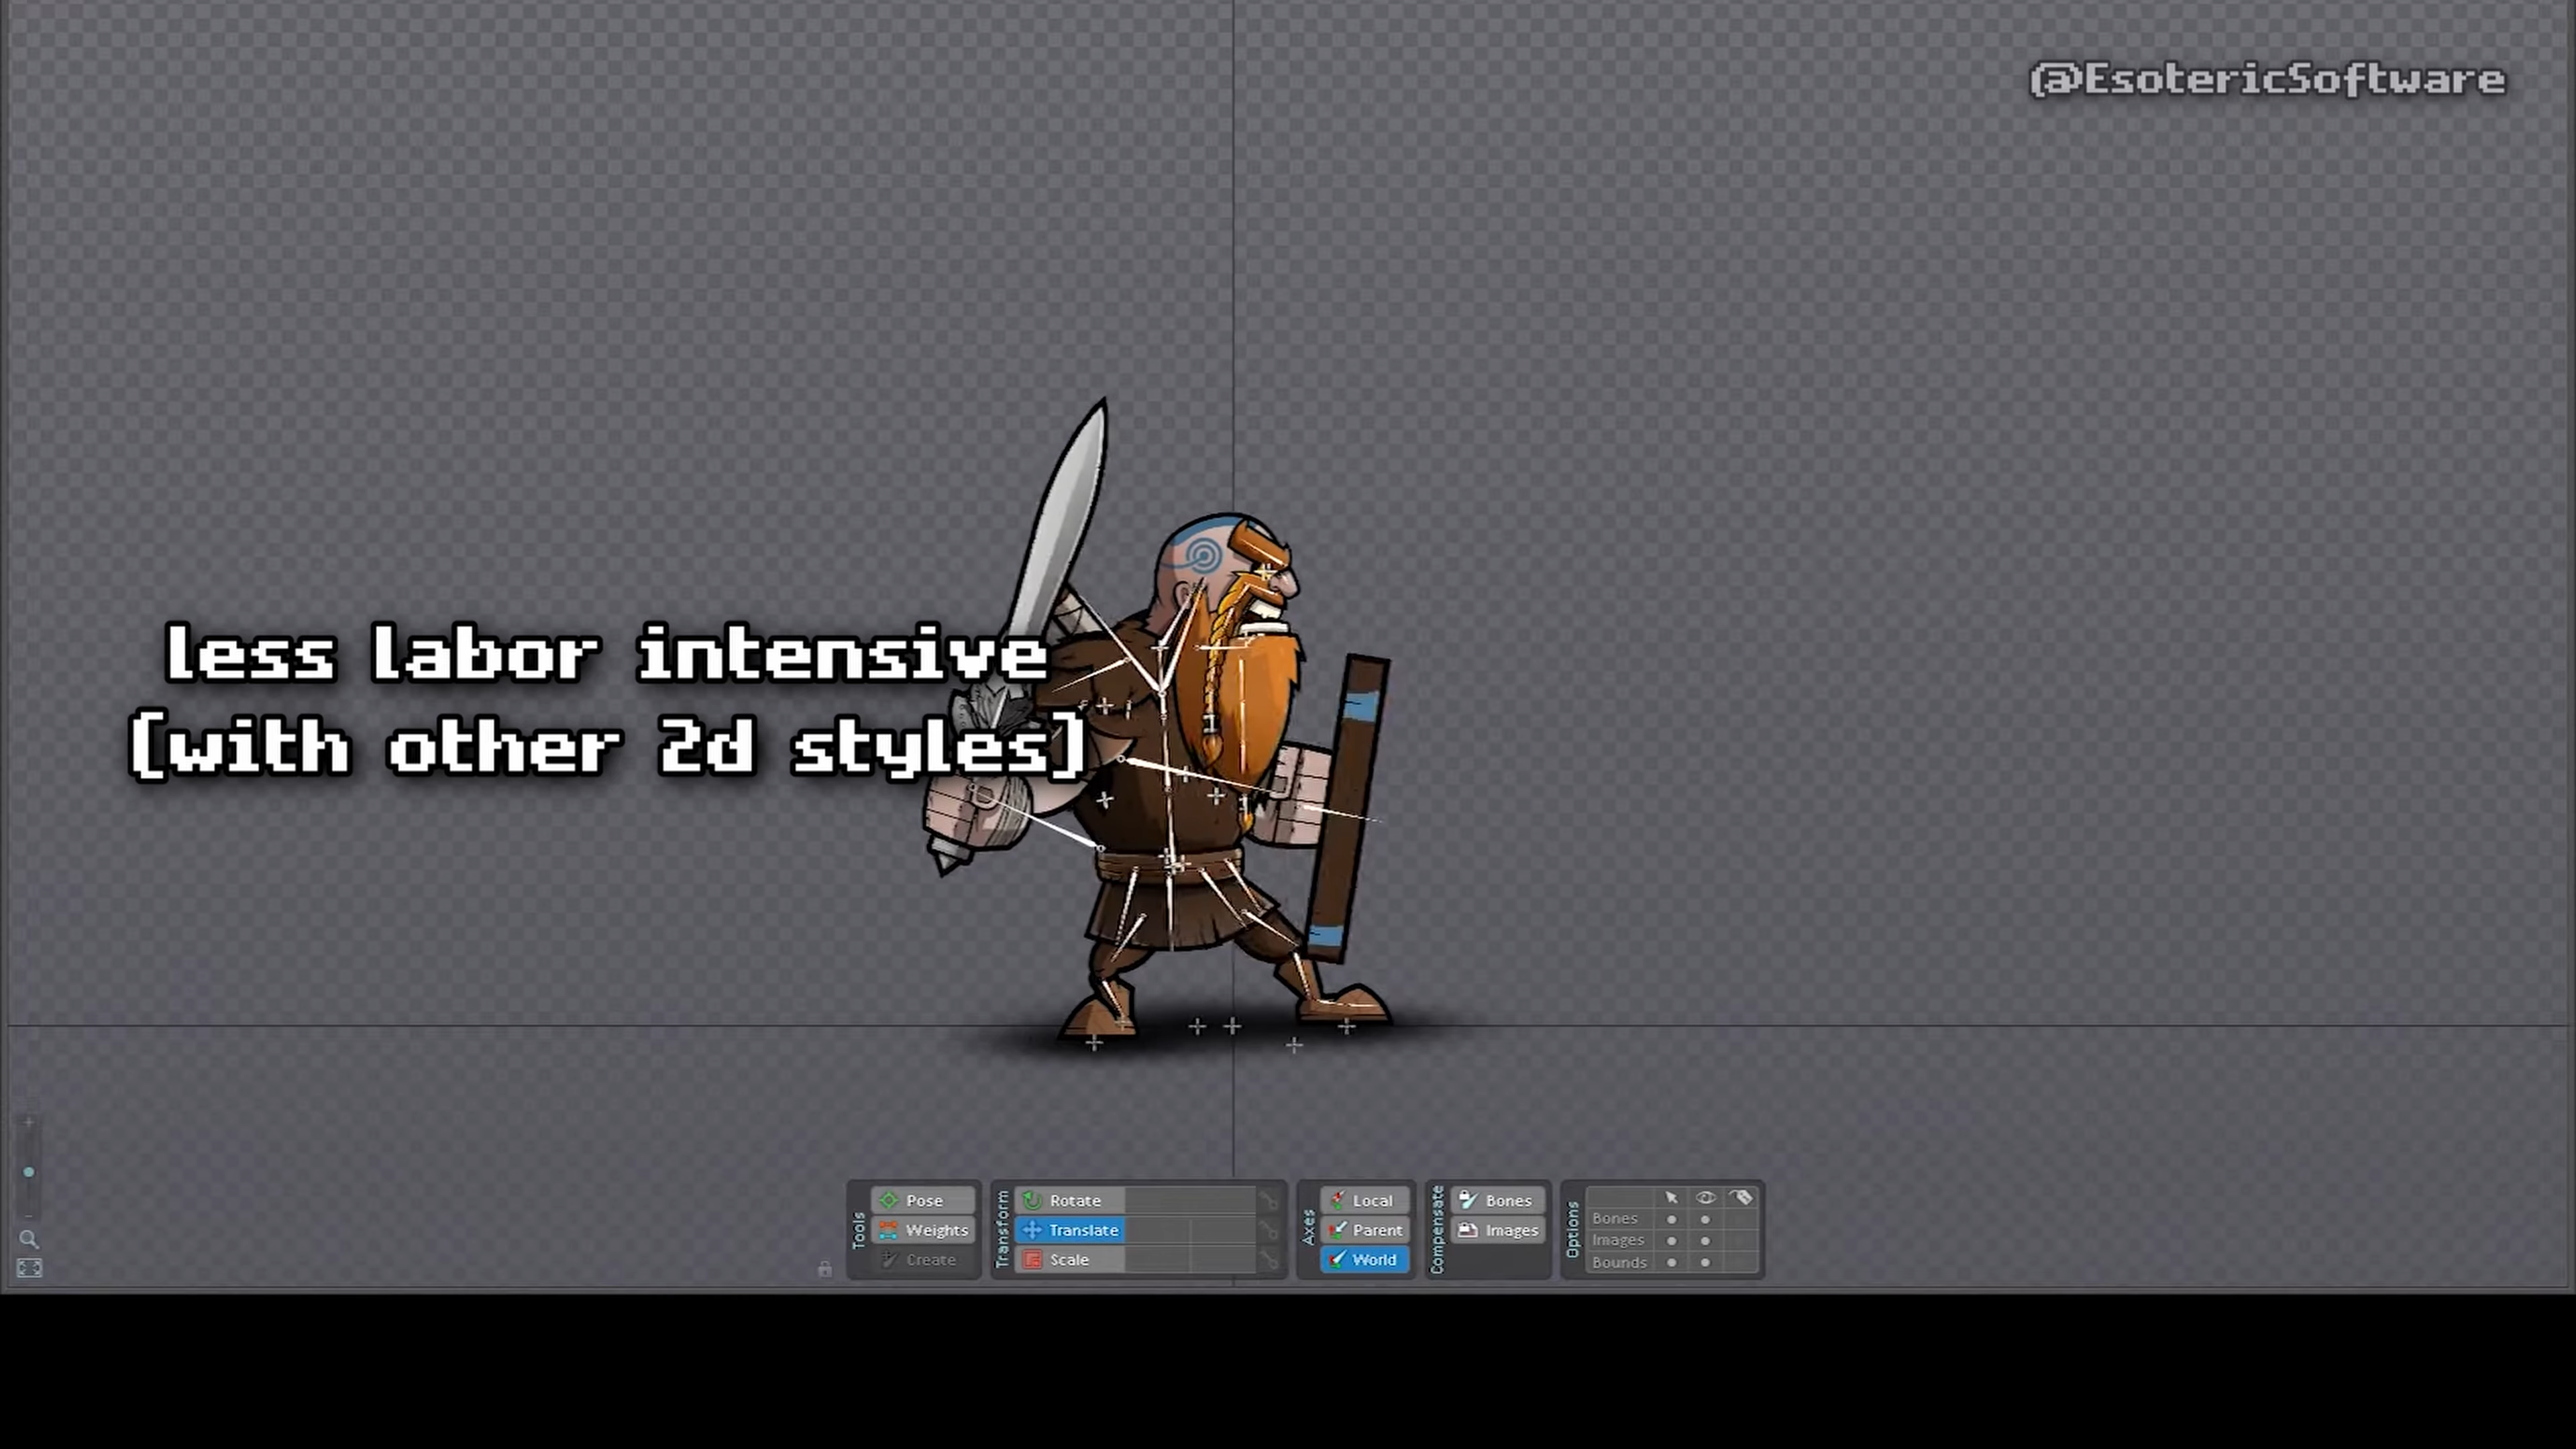 @EsotericSoftware
less labor intensive
(with other 2d styles)
Tools
Pose
Weights
Create
Transform
Rotate
Translate
Scale
Axes
Local
Parent
World
Compensate
Bones
Images
Options
Bones
Images
Bounds